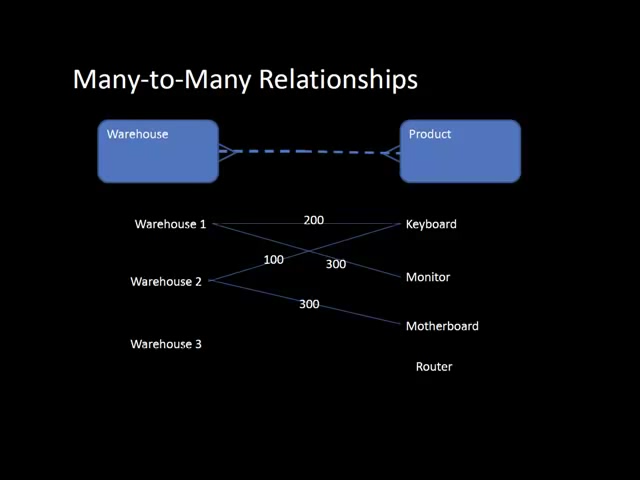 Many-to-Many Relationships
Warehouse
Product
Warehouse 1
200
Keyboard
100
300
Monitor
Warehouse 2
300
Motherboard
Warehouse 3
Router